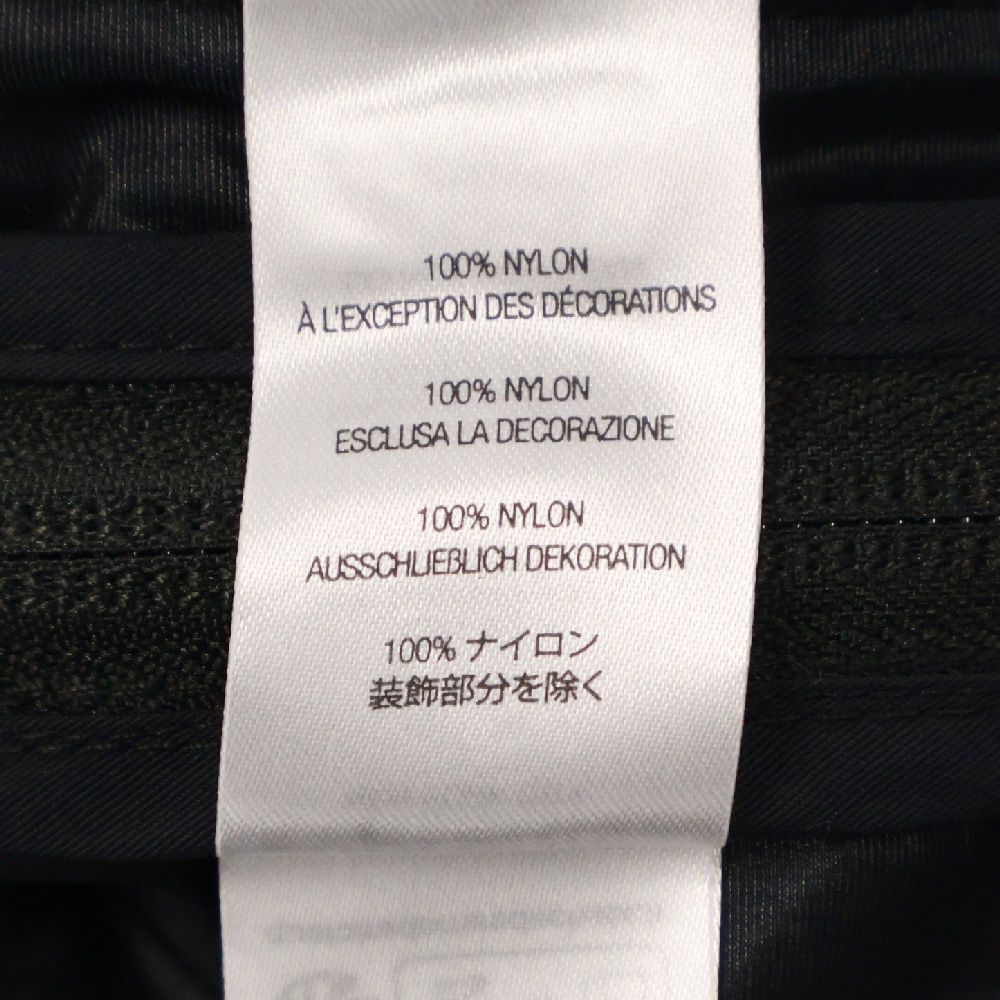 100% NYLON
À L'EXCEPTION DES DÉCORATIONS
100% NYLON
ESCLUSA LA DECORAZIONE
100% NYLON
AUSSCHLIEßLICH DEKORATION
100% ナイロン
装飾部分を除く